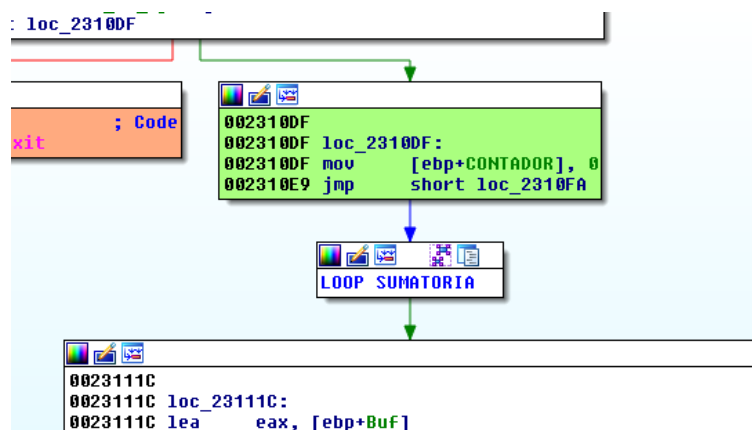 : loc_2310DF
; Code
xit
002310DF
002310DF loc_2310DF:
002310DF mov [ebp+CONTADOR], 0
002310E9 jmp short loc_2310FA
LOOP SUMATORIA
0023111C
0023111C loc_23111C:
0023111C lea eax, [ebp+Buf]